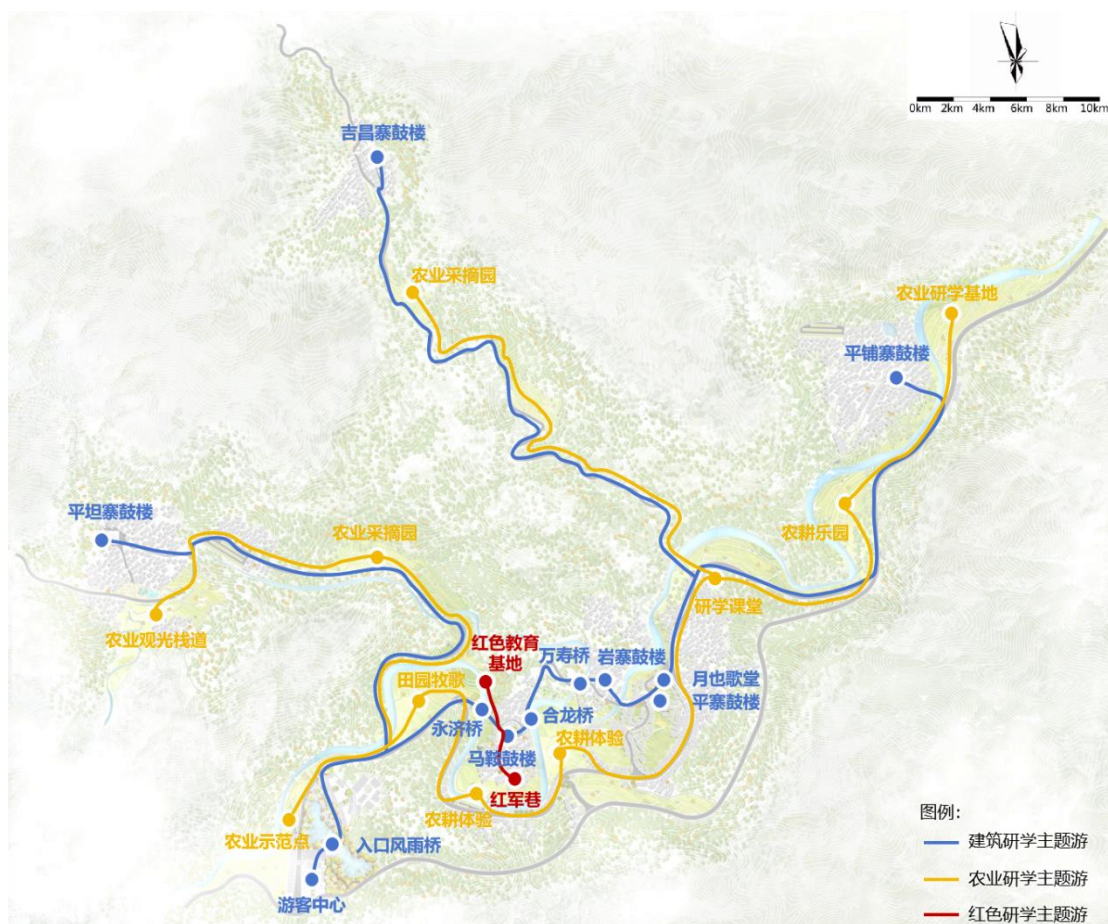 0km 2km 4km 6km 8km 10km
吉昌寨鼓楼
农业采摘园
农业研学基地
平铺寨鼓楼
农耕乐园
平坦寨鼓楼
农业采摘园
研学课堂
农业观光栈道
红色教育
基地
万寿桥
岩寨鼓楼
田园牧歌
月也歌堂
平寨鼓楼
永济桥
合龙桥
农耕体验
马鞍鼓楼
红军巷
农耕体验
农业示范点
入口风雨桥
游客中心
图例：
建筑研学主题游
农业研学主题游
红色研学主题游